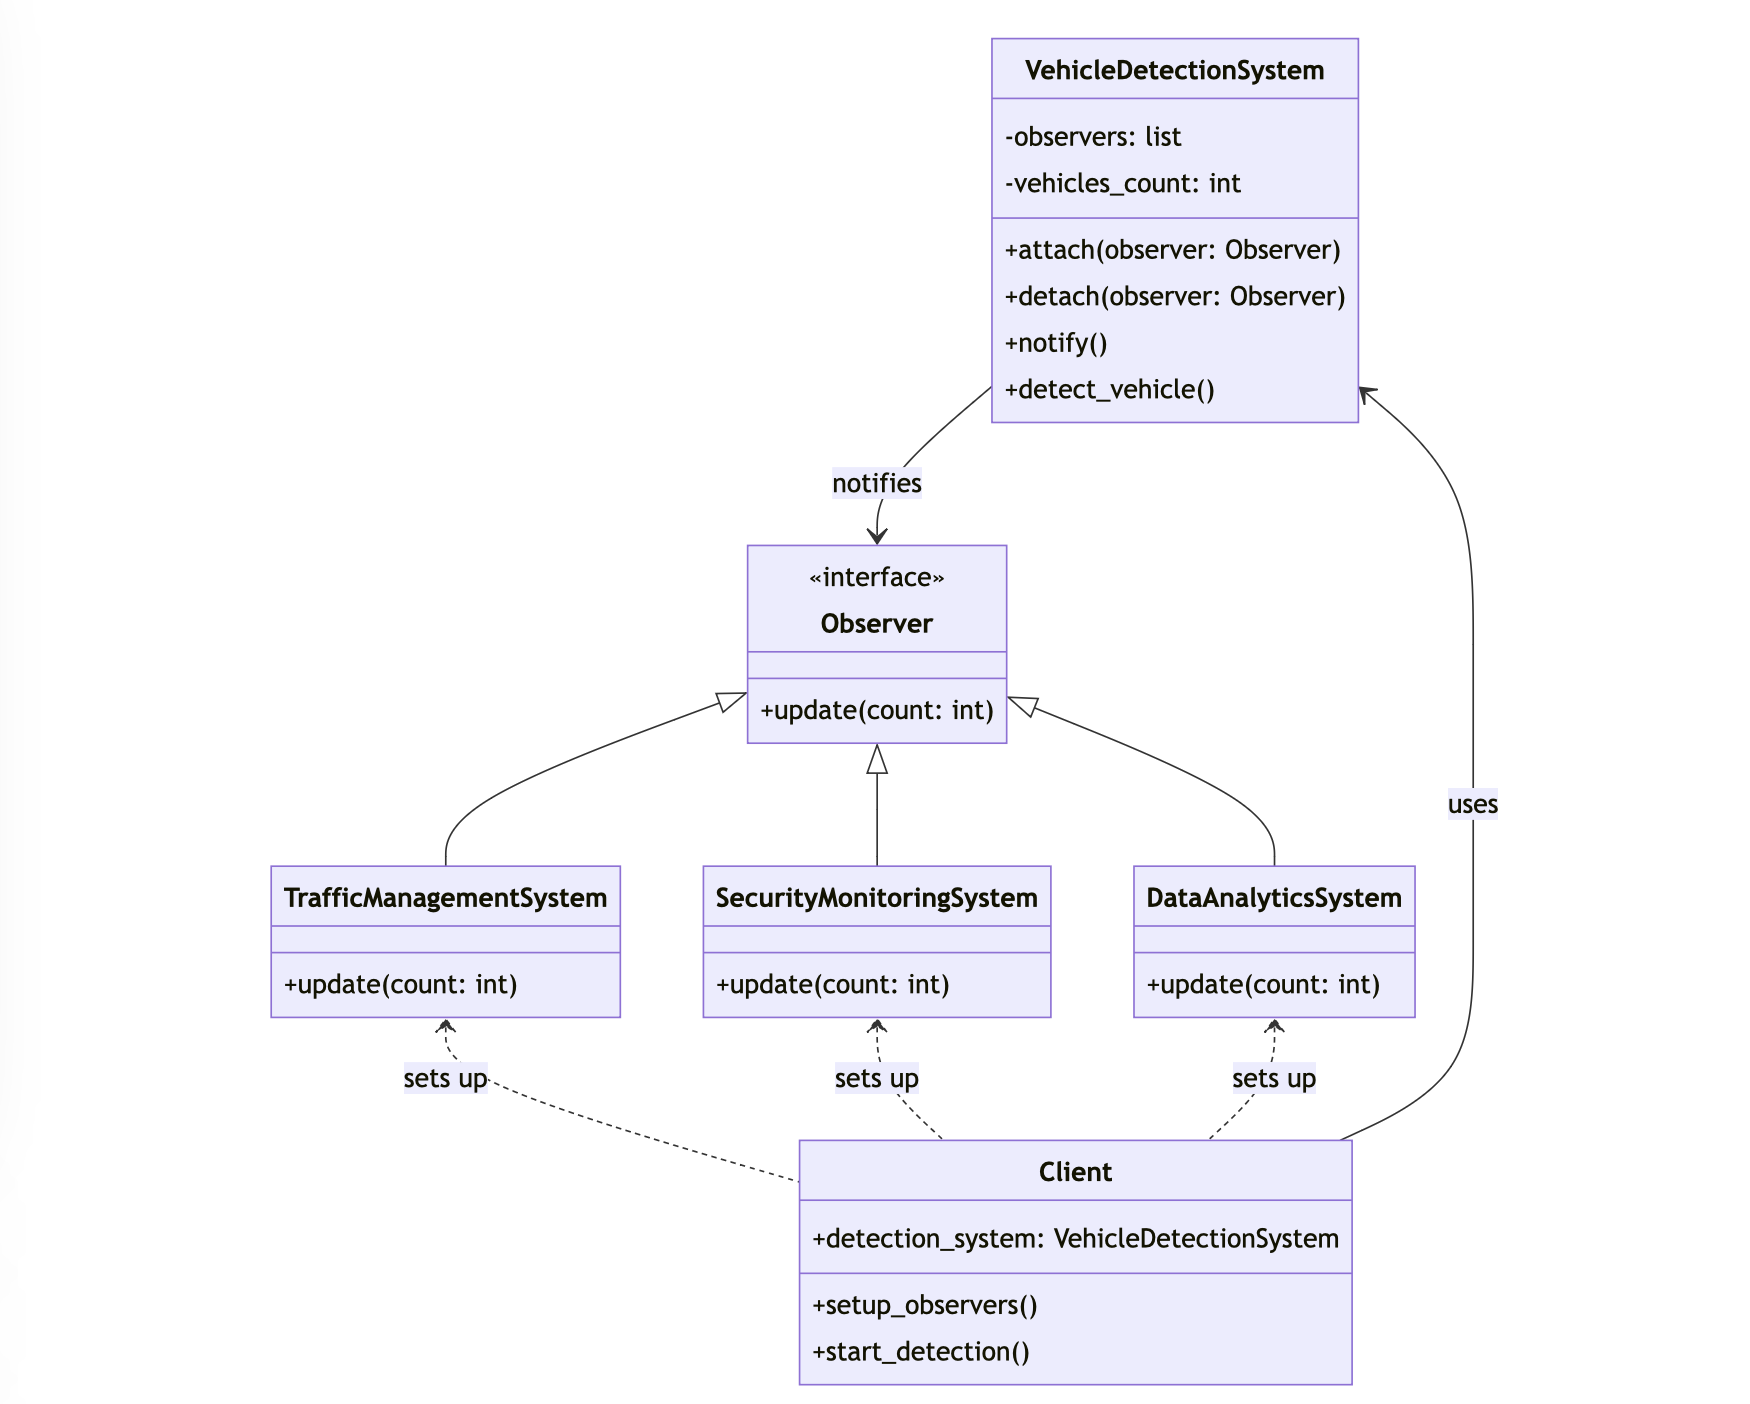 VehicleDetectionSystem
-observers: list
-vehicles_count: int
+attach(observer: Observer)
+detach(observer: Observer)
+notify()
+detect_vehicle()
notifies
«interface»
Observer
+update(count: int)
uses
TrafficManagementSystem
+update(count: int)
SecurityMonitoringSystem
+update(count: int)
DataAnalyticsSystem
+update(count: int)
sets up
sets up
sets up
Client
+detection_system: VehicleDetectionSystem
+setup_observers()
+start_detection()